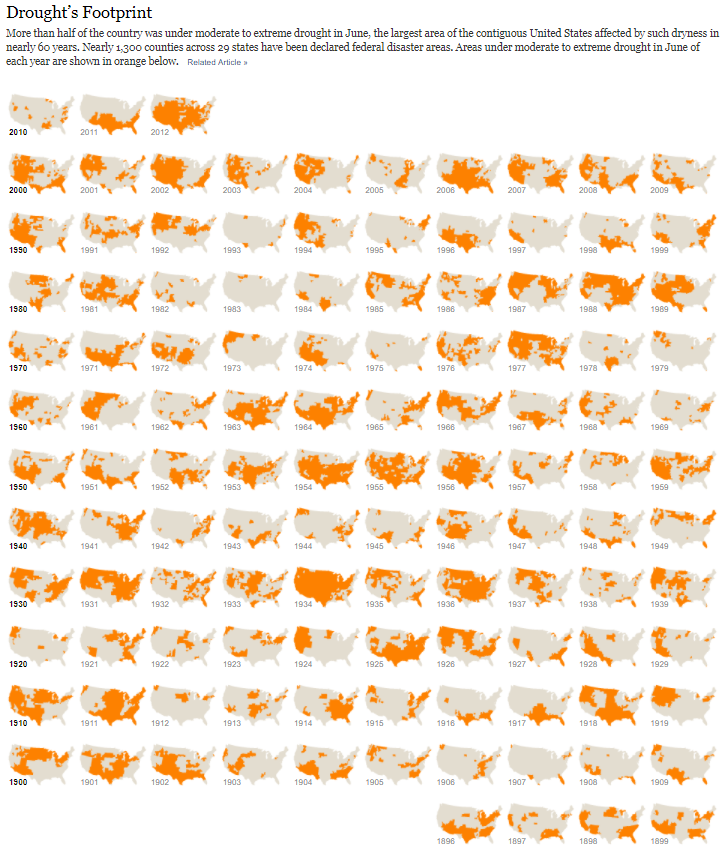 Drought's Footprint
More than half of the country was under moderate to extreme drought in June, the largest area of the contiguous United States affected by such dryness in
nearly 60 years. Nearly 1,300 counties across 29 states have been declared federal disaster areas. Areas under moderate to extreme drought in June of
each year are shown in orange below. Related Article »
2010 2011 2012
2000 2001 2002 2003 2004 2005 2006 2007 2008 2009
1990 1991 1992 1993 1994 1995 1996 1997 1998 1999
1980 1981 1982 1983 1984 1985 1986 1987 1988 1989
1970 1971 1972 1973 1974 1975 1976 1977 1978 1979
1960 1961 1962 1963 1964 1965 1966 1967 1968 1969
1950 1951 1952 1953 1954 1955 1956 1957 1958 1959
1940 1941 1942 1943 1944 1945 1946 1947 1948 1949
1930 1931 1932 1933 1934 1935 1936 1937 1938 1939
1920 1921 1922 1923 1924 1925 1926 1927 1928 1929
1910 1911 1912 1913 1914 1915 1916 1917 1918 1919
1900 1901 1902 1903 1904 1905 1906 1907 1908 1909
1896 1897 1898 1899